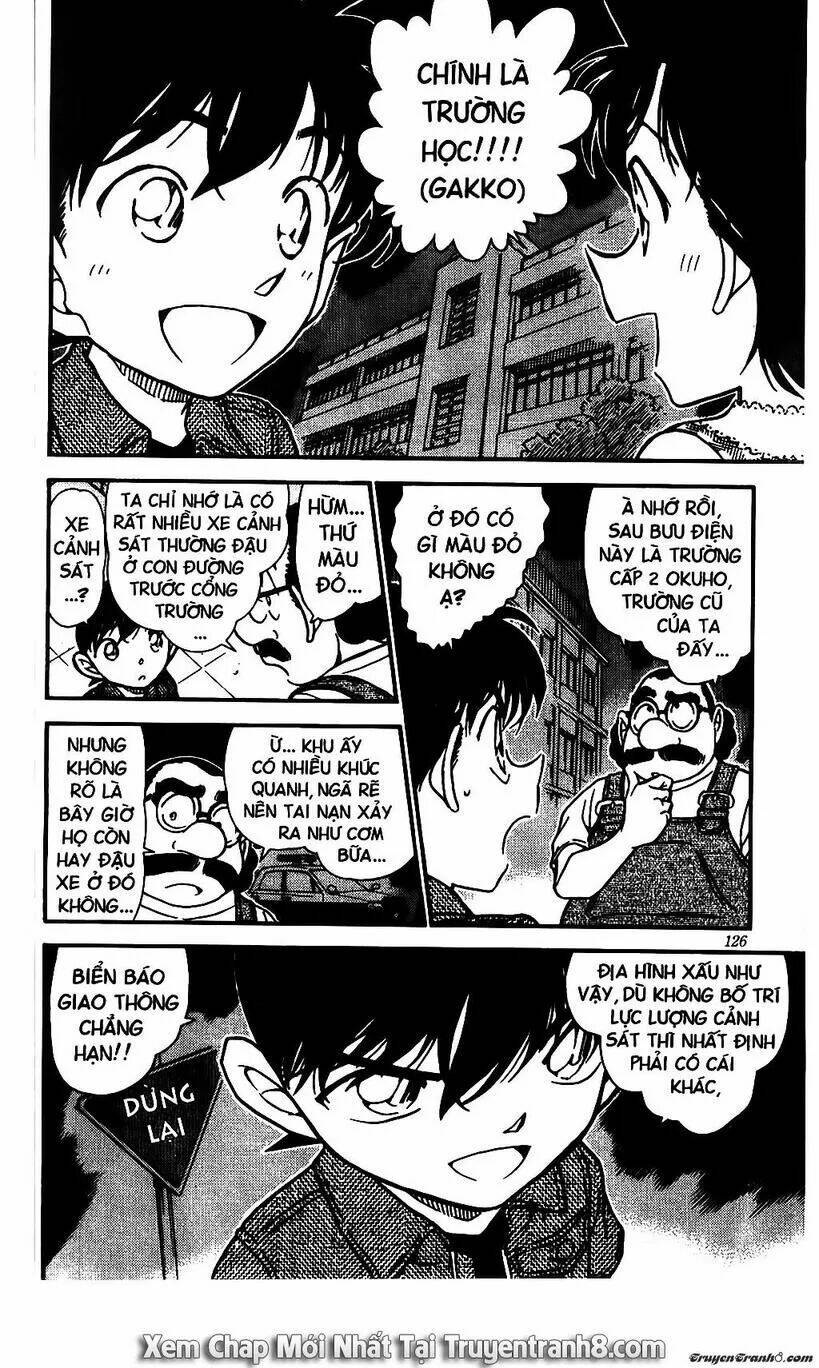 CHÍNH LÀ
TRƯỜNG
HỌC!!!!
(GAKKO)
À NHỚ RỒI,
SAU BƯU ĐIỆN
NÀY LÀ TRƯỜNG
CẤP 2 OKUHO,
TRƯỜNG CŨ
CỦA TA
ĐẤY...
Ở ĐÓ CÓ
GÌ MÀU ĐỎ
KHÔNG
Ạ?
HỪM...
THỨ
MÀU
ĐỎ...
TA CHỈ NHỚ LÀ CÓ
RẤT NHIỀU XE CẢNH
SÁT THƯỜNG ĐẬU
Ở CON ĐƯỜNG
TRƯỚC CỔNG
TRƯỜNG
...
XE
CẢNH
SÁT
...?
Ừ... KHU ẤY
CÓ NHIỀU KHÚC
QUANH, NGÃ RẼ
NÊN TAI NẠN XẢY
RA NHƯ CƠM
BỮA...
NHƯNG
KHÔNG
RÕ LÀ
BÂY GIỜ
HỌ CÒN
HAY ĐẬU
XE Ở ĐÓ
KHÔNG...
126
ĐỊA HÌNH XẤU NHƯ
VẬY, DÙ KHÔNG BỐ TRÍ
LỰC LƯỢNG CẢNH
SÁT THÌ NHẤT ĐỊNH
PHẢI CÓ CÁI
KHÁC,
BIỂN BÁO
GIAO THÔNG
CHẲNG
HẠN!!
DỪNG
LẠI
Xem Chap Mới Nhất Tại Truyentranh8.com
TruyenTranh8.com